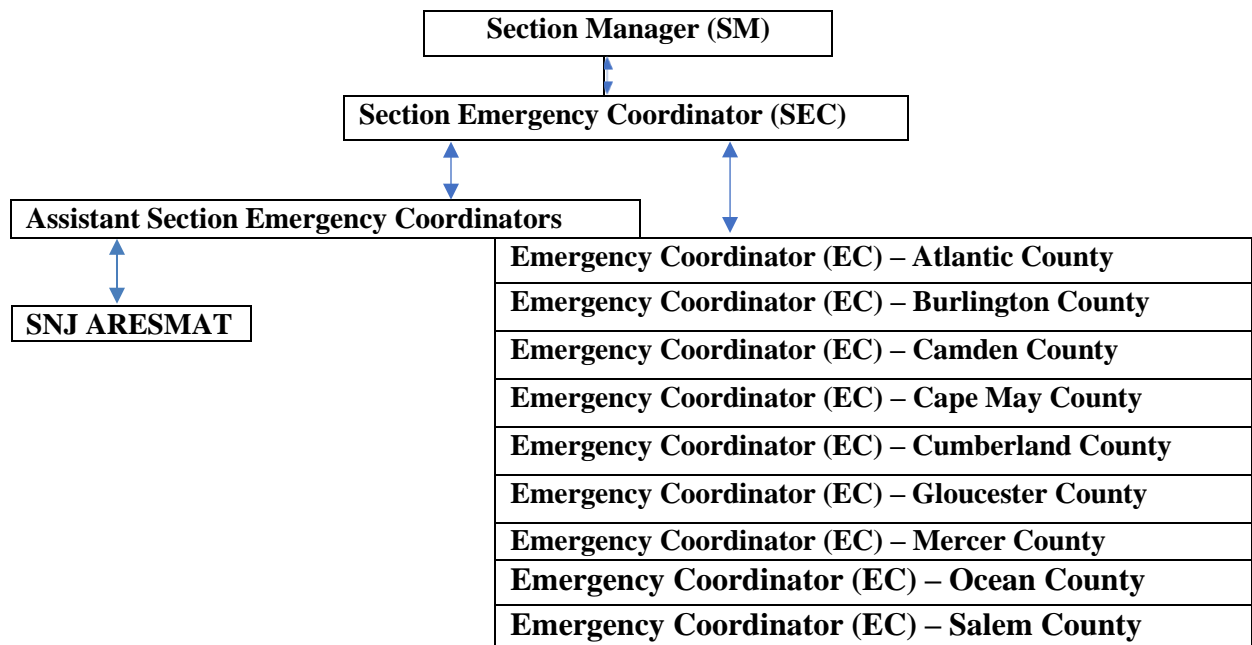 Section Manager (SM)
Section Emergency Coordinator (SEC)
Assistant Section Emergency Coordinators
SNJ ARESMAT
Emergency Coordinator (EC) – Atlantic County
Emergency Coordinator (EC) – Burlington County
Emergency Coordinator (EC) – Camden County
Emergency Coordinator (EC) – Cape May County
Emergency Coordinator (EC) – Cumberland County
Emergency Coordinator (EC) – Gloucester County
Emergency Coordinator (EC) – Mercer County
Emergency Coordinator (EC) – Ocean County
Emergency Coordinator (EC) – Salem County